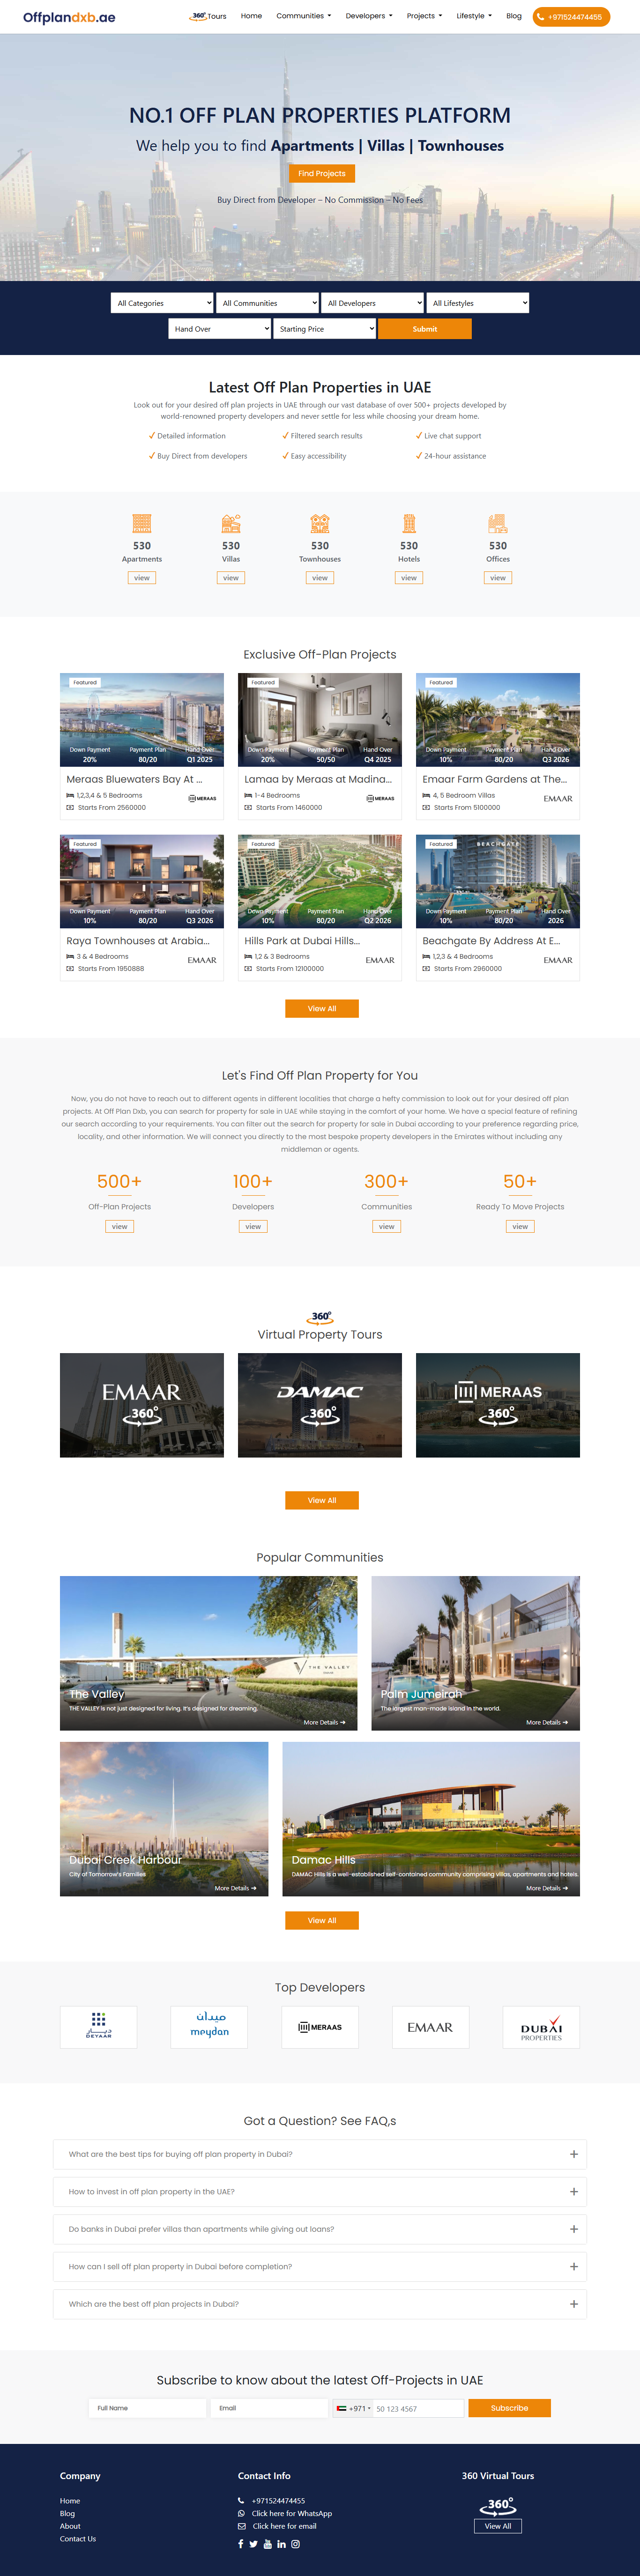 Offplandxb.ae
360° Tours Home Communities Developers Projects Lifestyle Blog +971524474455
NO.1 OFF PLAN PROPERTIES PLATFORM
We help you to find Apartments | Villas | Townhouses
Find Projects
Buy Direct from Developer – No Commission – No Fees
All Categories All Communities All Developers All Lifestyles
Hand Over Starting Price Submit
Latest Off Plan Properties in UAE
Look out for your desired off plan projects in UAE through our vast database of over 500+ projects developed by
world-renowned property developers and never settle for less while choosing your dream home.
Detailed information Filtered search results Live chat support
Buy Direct from developers Easy accessibility 24-hour assistance
530 530 530 530 530
Apartments Villas Townhouses Hotels Offices
view view view view view
Exclusive Off-Plan Projects
Featured Featured Featured
Down Payment Payment Plan Hand Over Down Payment Payment Plan Hand Over Down Payment Payment Plan Hand Over
20% 80/20 Q1 2025 20% 50/50 Q4 2025 10% 80/20 Q3 2026
Meraas Bluewaters Bay At ... Lamaa by Meraas at Madina... Emaar Farm Gardens at The...
1,2,3,4 & 5 Bedrooms MERAAS 1-4 Bedrooms MERAAS 4, 5 Bedroom Villas EMAAR
Starts From 2560000 Starts From 1460000 Starts From 5100000
Featured Featured Featured BEACHGATE
Down Payment Payment Plan Hand Over Down Payment Payment Plan Hand Over Down Payment Payment Plan Hand Over
10% 80/20 Q3 2026 10% 80/20 Q2 2026 10% 80/20 2026
Raya Townhouses at Arabia... Hills Park at Dubai Hills... Beachgate By Address At E...
3 & 4 Bedrooms EMAAR 1,2 & 3 Bedrooms EMAAR 1,2,3 & 4 Bedrooms EMAAR
Starts From 1950888 Starts From 12100000 Starts From 2960000
View All
Let's Find Off Plan Property for You
Now, you do not have to reach out to different agents in different localities that charge a hefty commission to look out for your desired off plan
projects. At Off Plan Dxb, you can search for property for sale in UAE while staying in the comfort of your home. We have a special feature of refining
our search according to your requirements. You can filter out the search for property for sale in Dubai according to your preference regarding price,
locality, and other information. We will connect you directly to the most bespoke property developers in the Emirates without including any
middleman or agents.
500+ 100+ 300+ 50+
Off-Plan Projects Developers Communities Ready To Move Projects
view view view view
360°
Virtual Property Tours
EMAAR DAMAC MERAAS
360° 360° 360°
View All
Popular Communities
THE VALLEY
The Valley Palm Jumeirah
THE VALLEY is not just designed for living. It's designed for dreaming. The largest man-made island in the world.
More Details More Details
Dubai Creek Harbour Damac Hills
City of Tomorrow's Families DAMAC Hills is a well-established self-contained community comprising villas, apartments and hotels.
More Details More Details
View All
Top Developers
ديار DEYAAR ميدان meydan MERAAS EMAAR DUBAI PROPERTIES
Got a Question? See FAQ,s
What are the best tips for buying off plan property in Dubai? +
How to invest in off plan property in the UAE? +
Do banks in Dubai prefer villas than apartments while giving out loans? +
How can I sell off plan property in Dubai before completion? +
Which are the best off plan projects in Dubai? +
Subscribe to know about the latest Off-Projects in UAE
Full Name Email +971 50 123 4567 Subscribe
Company Contact Info 360 Virtual Tours
Home +971524474455 360°
Blog Click here for WhatsApp View All
About Click here for email
Contact Us